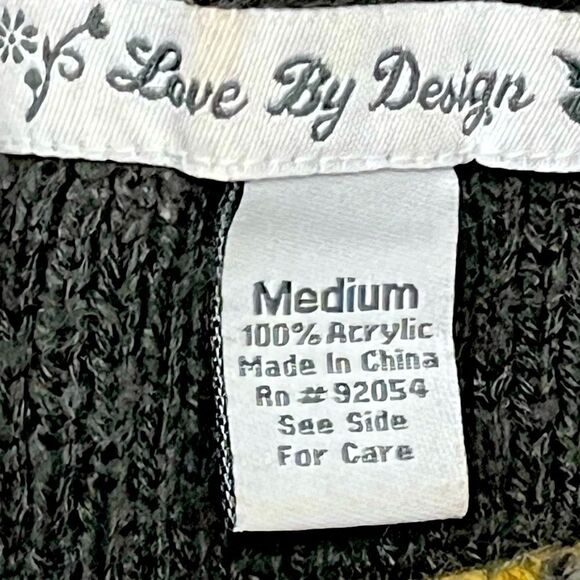 Love By Design
Medium
100% Acrylic
Made In China
Rn # 92054
See Side
For Care